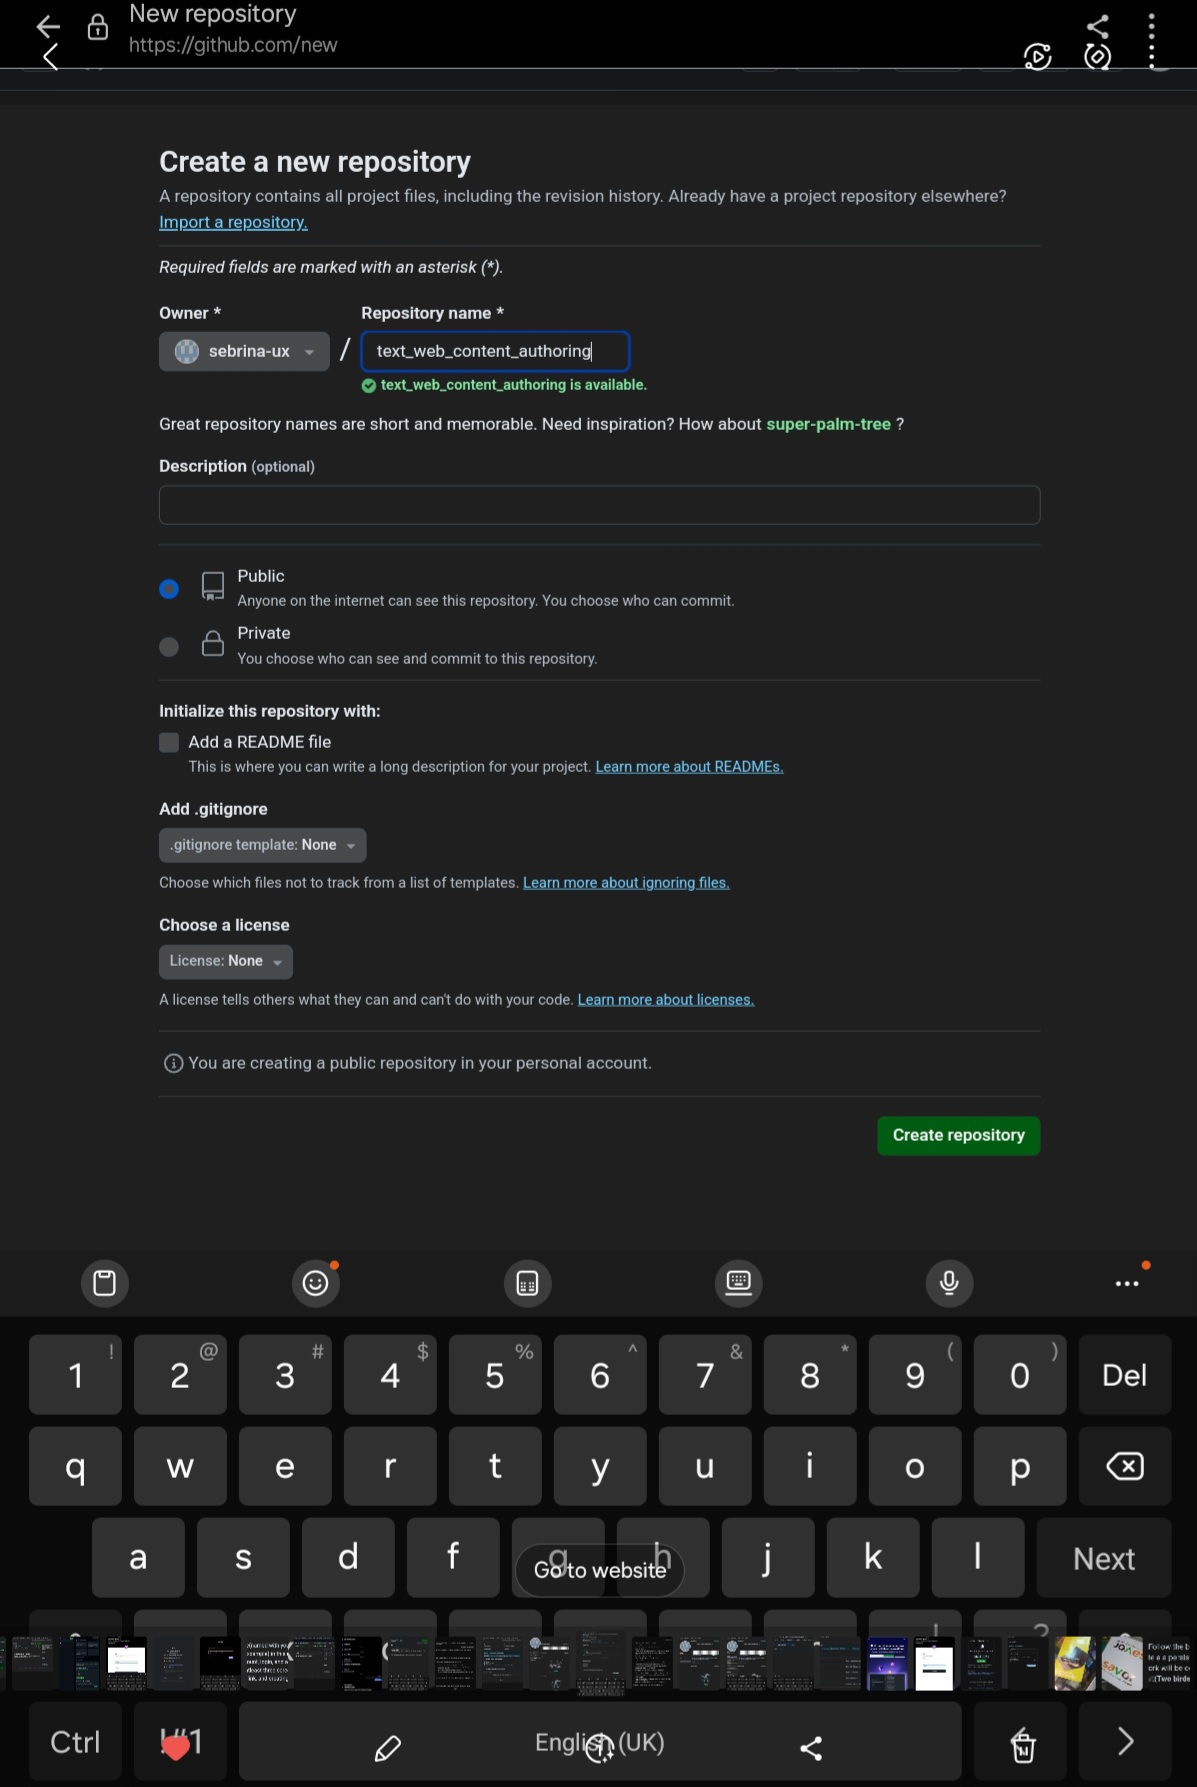 New repository
https://github.com/new
Create a new repository
A repository contains all project files, including the revision history. Already have a project repository elsewhere?
Import a repository.
Required fields are marked with an asterisk (*).
Owner *
Repository name *
sebrina-ux
/
text_web_content_authoring
text_web_content_authoring is available.
Great repository names are short and memorable. Need inspiration? How about super-palm-tree ?
Description (optional)
Public
Anyone on the internet can see this repository. You choose who can commit.
Private
You choose who can see and commit to this repository.
Initialize this repository with:
Add a README file
This is where you can write a long description for your project. Learn more about READMEs.
Add .gitignore
.gitignore template: None
Choose which files not to track from a list of templates. Learn more about ignoring files.
Choose a license
License: None
A license tells others what they can and can't do with your code. Learn more about licenses.
You are creating a public repository in your personal account.
Create repository
! @ # $ % ^ & * ( )
1 2 3 4 5 6 7 8 9 0 Del
q w e r t y u i o p
a s d f g h j k l Next
Go to website
Ctrl !#1 English (UK)